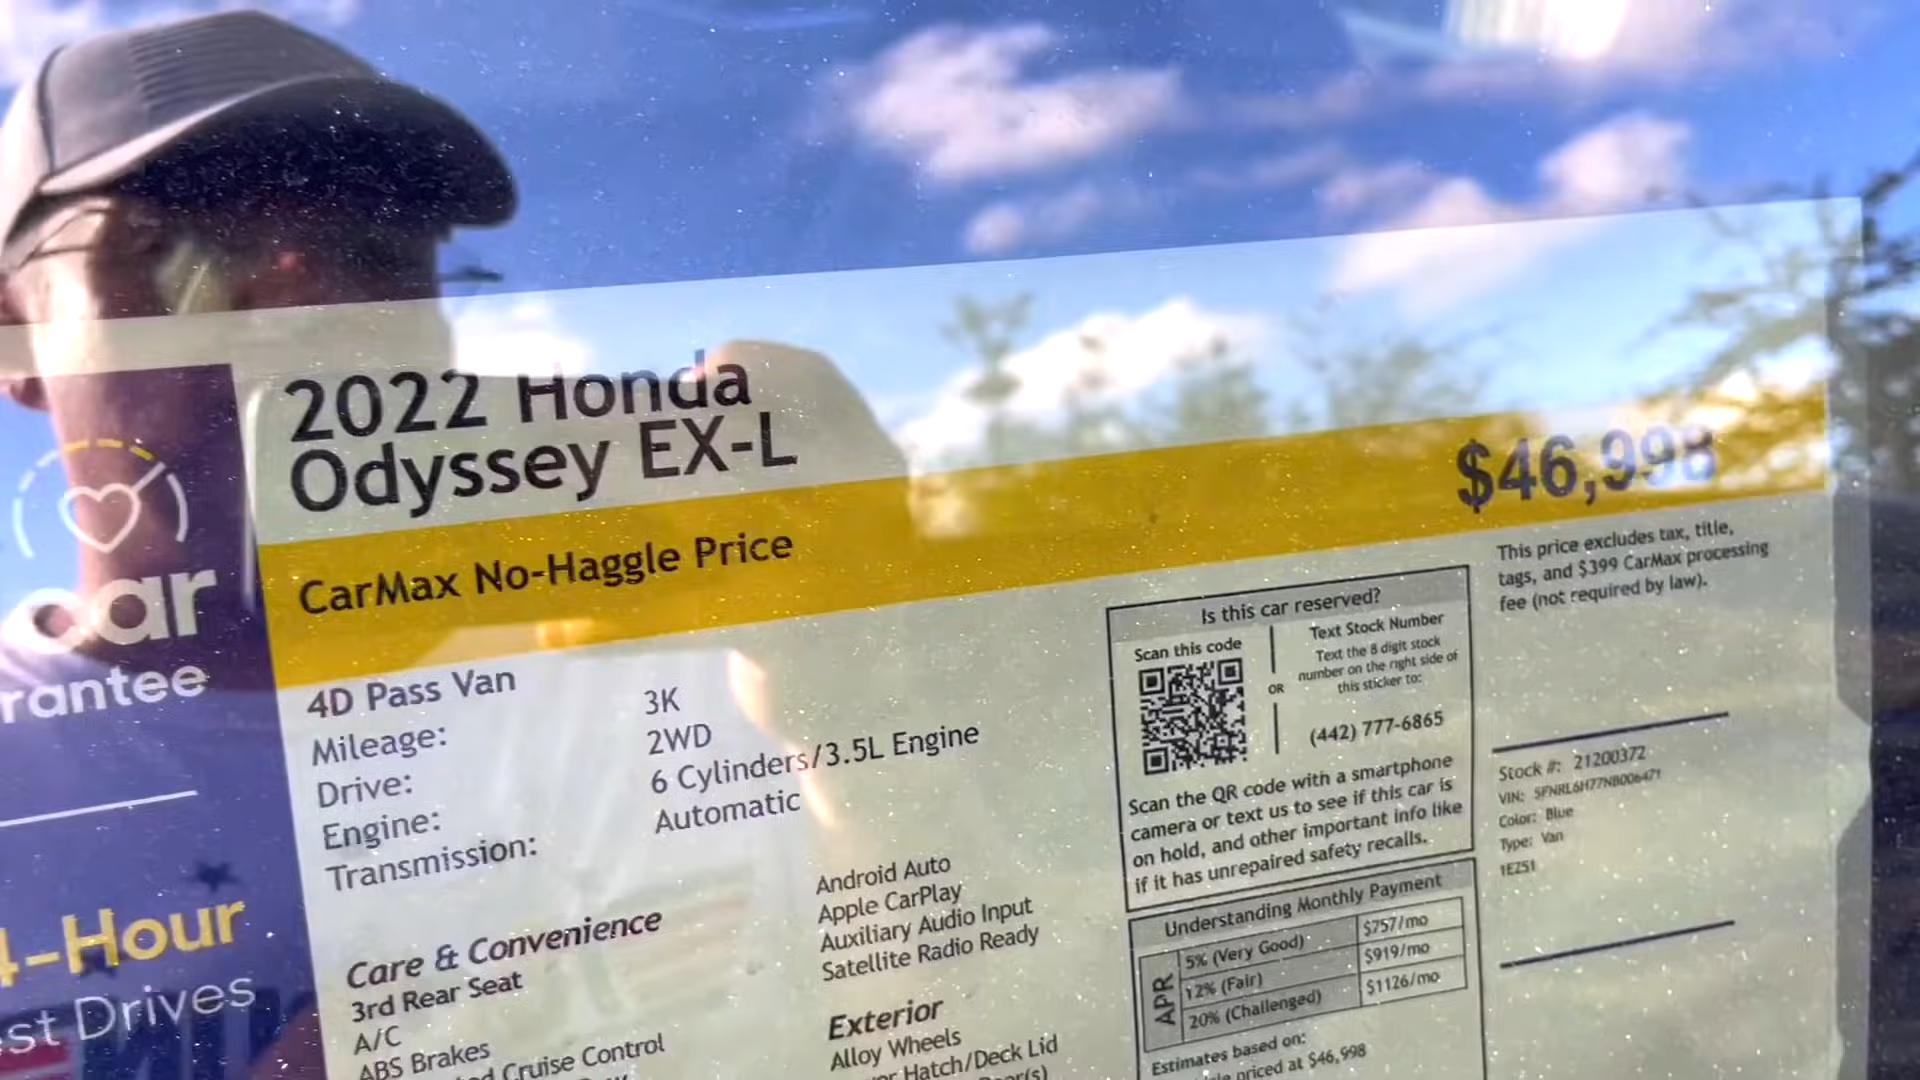 car
rantee
4-Hour
st Drives
2022 Honda
Odyssey EX-L
CarMax No-Haggle Price
$46,998
This price excludes tax, title,
tags, and $399 CarMax processing
fee (not required by law).
4D Pass Van
Mileage: 3K
Drive: 2WD
Engine: 6 Cylinders/3.5L Engine
Transmission: Automatic
Care & Convenience
3rd Rear Seat
A/C
ABS Brakes
Cruise Control
Android Auto
Apple CarPlay
Auxiliary Audio Input
Satellite Radio Ready
Exterior
Alloy Wheels
Hatch/Deck Lid
Is this car reserved?
Scan this code
OR
Text Stock Number
Text the 8 digit stock
number on the right side of
this sticker to:
(442) 777-6865
Scan the QR code with a smartphone
camera or text us to see if this car is
on hold, and other important info like
if it has unrepaired safety recalls.
Understanding Monthly Payment
APR
5% (Very Good) $757/mo
12% (Fair) $919/mo
20% (Challenged) $1126/mo
Estimates based on:
priced at $46,998
Stock #: 21200372
VIN: 5FNRL6H77NB006471
Color: Blue
Type: Van
1EZS1